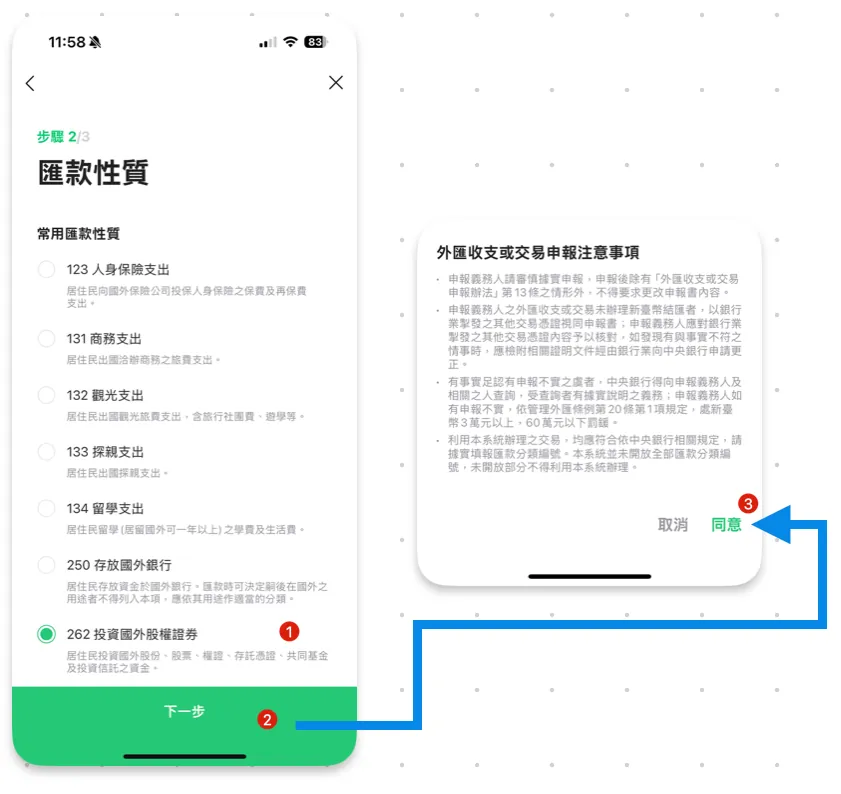 11:58
83
步驟 2/3
匯款性質
常用匯款性質
123 人身保險支出
居住民向國外保險公司投保人身保險之保費及再保費
支出。
131 商務支出
居住民出國洽辦商務之旅費支出。
132 觀光支出
居住民出國觀光旅費支出，含旅行社團費、遊學等。
133 探親支出
居住民出國探親支出。
134 留學支出
居住民留學 (居留國外可一年以上) 之學費及生活費。
250 存放國外銀行
居住民存放資金於國外銀行。匯款時可決定嗣後在國外之
用途者不得列入本項，應依其用途作適當的分類。
262 投資國外股權證券
1
居住民投資國外股份、股票、權證、存託憑證、共同基金
及投資信託之資金。
下一步
2
外匯收支或交易申報注意事項
· 申報義務人請審慎據實申報，申報後除有「外匯收支或交易
申報辦法」第 13 條之情形外，不得要求更改申報書內容。
· 申報義務人之外匯收支或交易未辦理新臺幣結匯者，以銀行
業掣發之其他交易憑證視同申報書；申報義務人應對銀行業
掣發之其他交易憑證內容予以核對，如發現有與事實不符之
情事時，應檢附相關證明文件經由銀行業向中央銀行申請更
正。
· 有事實足認有申報不實之虞者，中央銀行得向申報義務人及
相關之人查詢，受查詢者有據實說明之義務；申報義務人如
有申報不實，依管理外匯條例第 20 條第 1 項規定，處新臺
幣 3 萬元以上，60 萬元以下罰鍰。
· 利用本系統辦理之交易，均應符合依中央銀行相關規定，請
據實填報匯款分類編號。本系統並未開放全部匯款分類編
號，未開放部分不得利用本系統辦理。
3
取消 同意